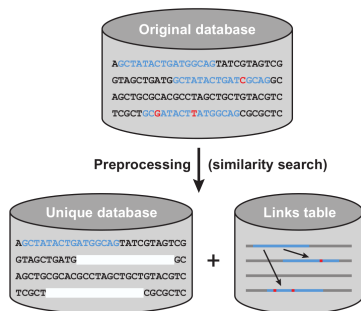 Original database
AGCTATACTGATGGCAGTATCGTAGTCG
GTAGCTGATGGCTATACTGATCGCAGGC
AGCTGCGCACGCCTAGCTGCTGTACGTC
TCGCTGCGATACTTATGGCAGCGCGCTC
Preprocessing (similarity search)
Unique database
AGCTATACTGATGGCAGTATCGTAGTCG
GTAGCTGATG GC
AGCTGCGCACGCCTAGCTGCTGTACGTC
TCGCT CGCGCTC
+
Links table